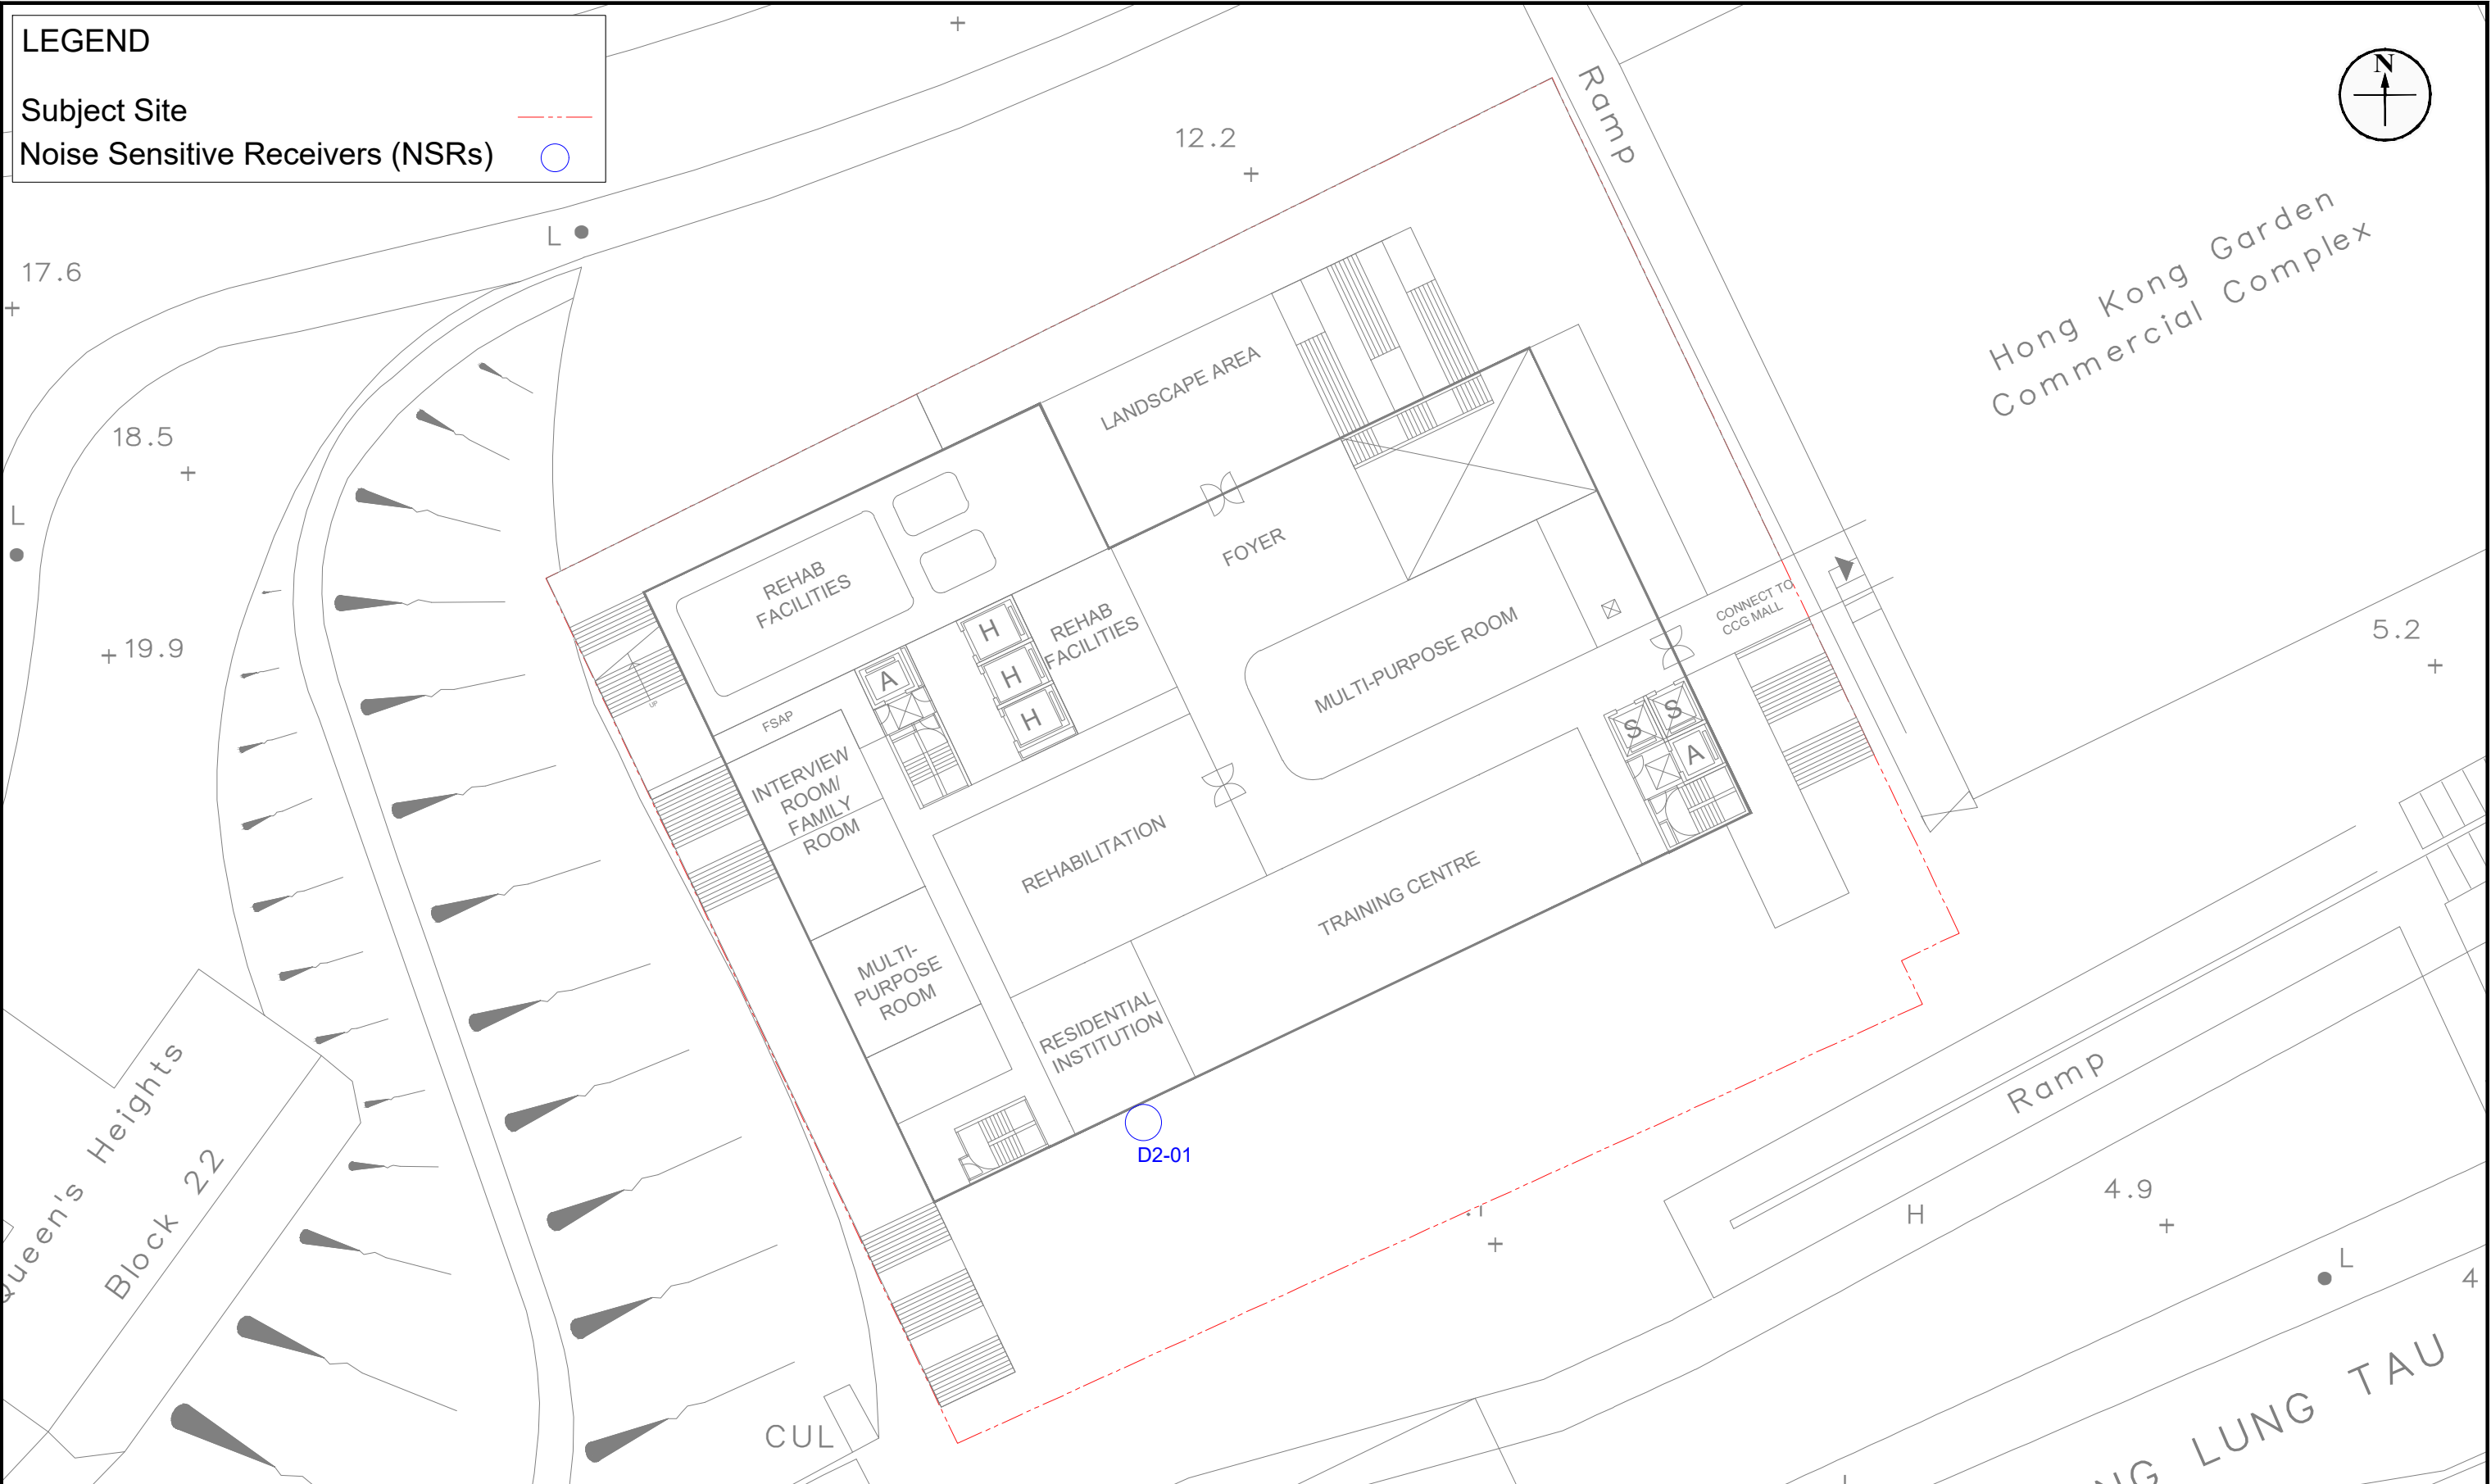 LEGEND
Subject Site
Noise Sensitive Receivers (NSRs)
N
Ramp
12.2
Hong Kong Garden
Commercial Complex
L
17.6
18.5
L
19.9
LANDSCAPE AREA
FOYER
REHAB
FACILITIES
REHAB
FACILITIES
H
H
H
A
FSAP
UP
MULTI-PURPOSE ROOM
CONNECT TO
CCG MALL
5.2
S
S
A
INTERVIEW
ROOM/
FAMILY
ROOM
REHABILITATION
TRAINING CENTRE
MULTI-
PURPOSE
ROOM
RESIDENTIAL
INSTITUTION
D2-01
Queen's Heights
Block 22
Ramp
4.9
H
L
4
CUL
LUNG TAU